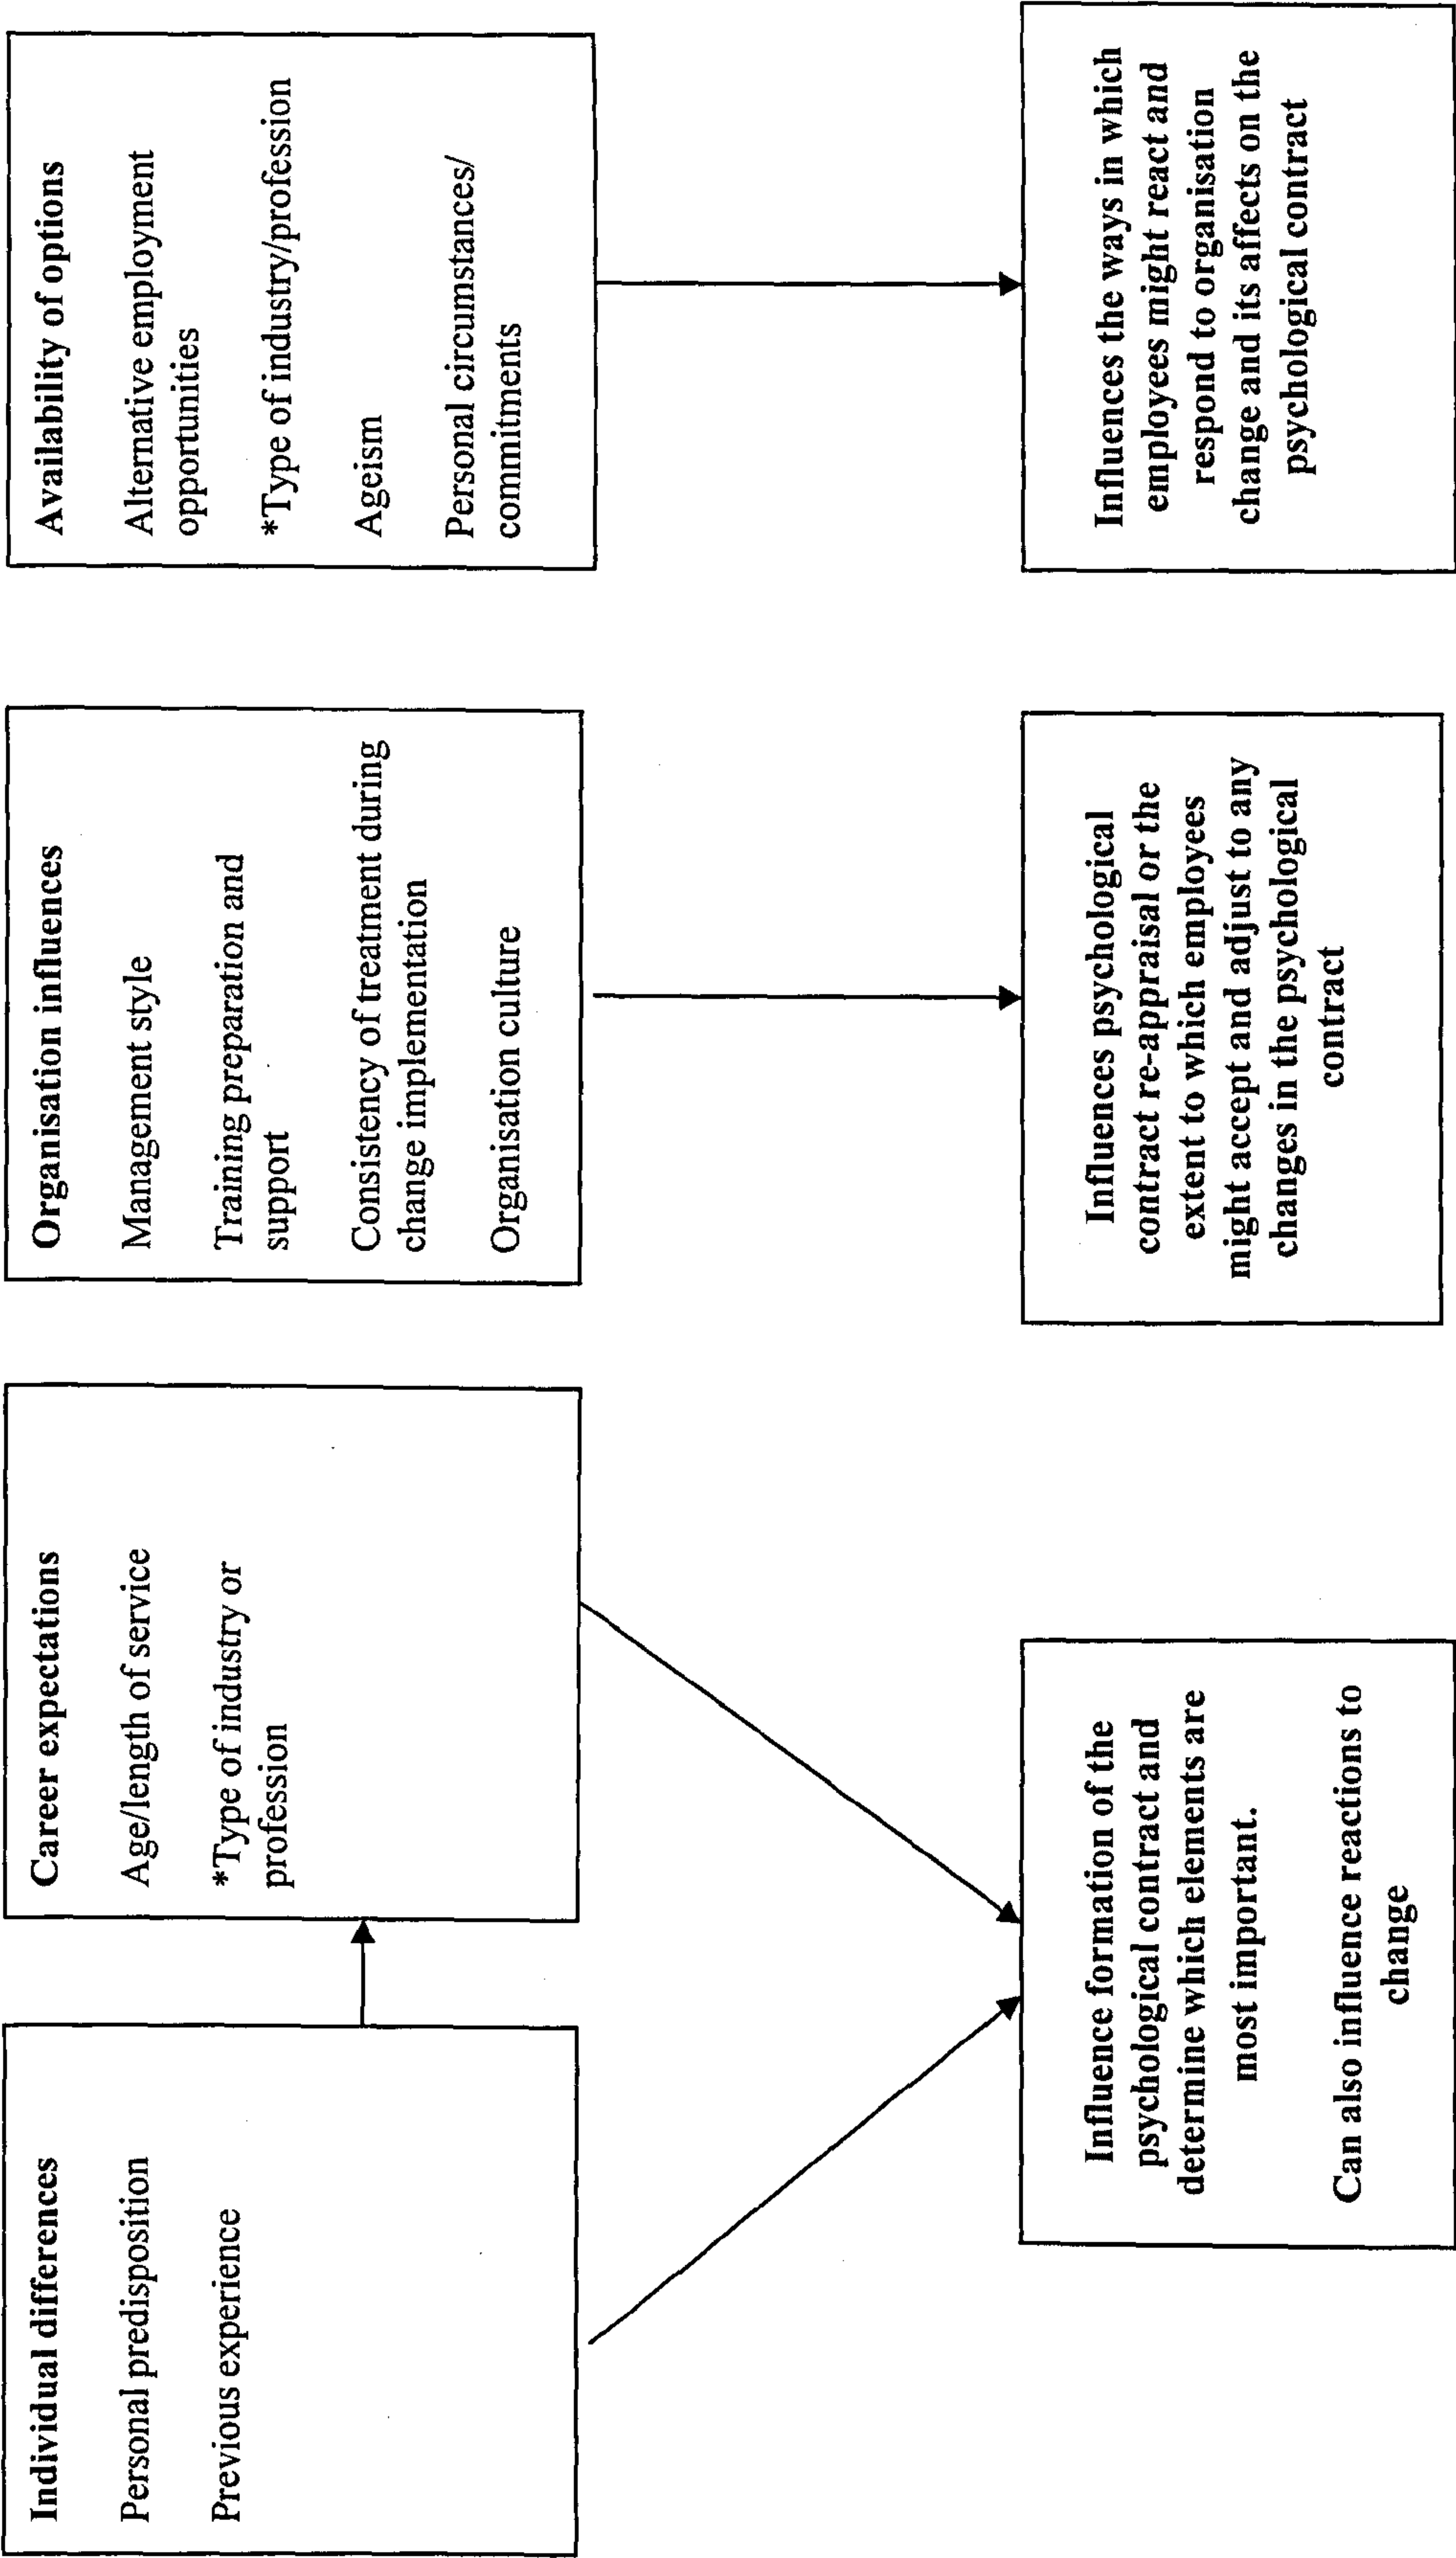 Individual differences
Personal predisposition
Previous experience
Career expectations
Age/length of service
*Type of industry or
profession
Organisation influences
Management style
Training preparation and
support
Consistency of treatment during
change implementation
Organisation culture
Availability of options
Alternative employment
opportunities
*Type of industry/profession
Ageism
Personal circumstances/
commitments
Influence formation of the
psychological contract and
determine which elements are
most important.
Can also influence reactions to
change
Influences psychological
contract re-appraisal or the
extent to which employees
might accept and adjust to any
changes in the psychological
contract
Influences the ways in which
employees might react and
respond to organisation
change and its affects on the
psychological contract